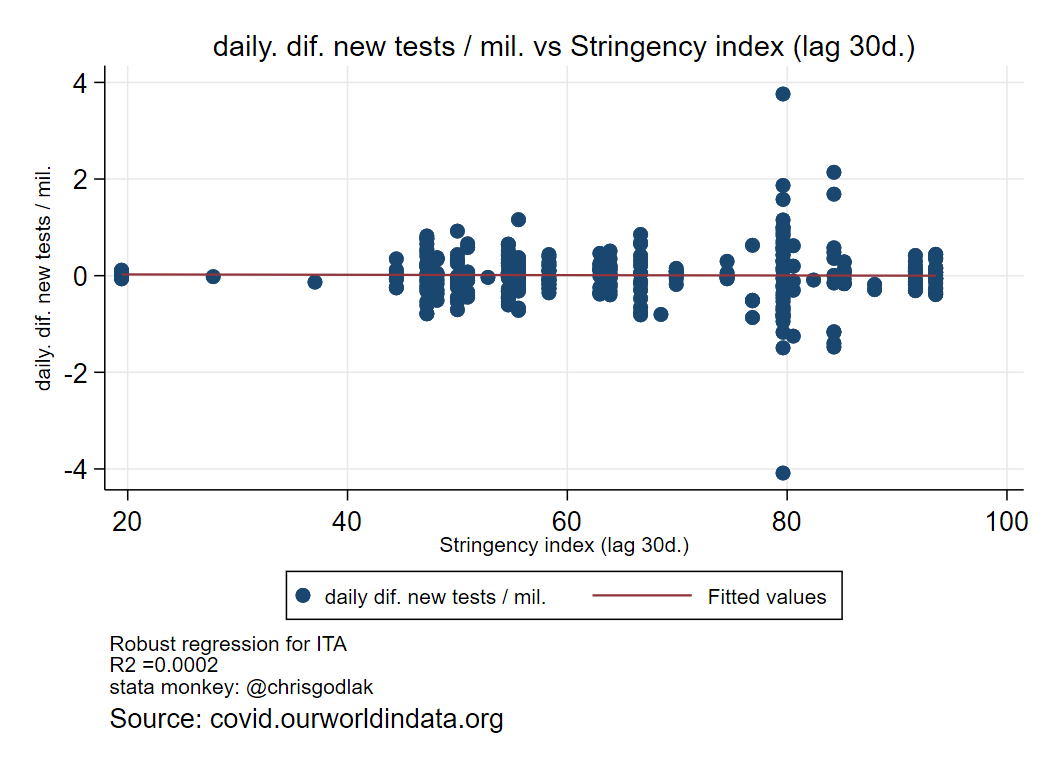 daily. dif. new tests / mil. vs Stringency index (lag 30d.)
daily. dif. new tests / mil.
4
2
0
-2
-4
20 40 60 80 100
Stringency index (lag 30d.)
daily dif. new tests / mil. Fitted values
Robust regression for ITA
R2 =0.0002
stata monkey: @chrisgodlak
Source: covid.ourworldindata.org